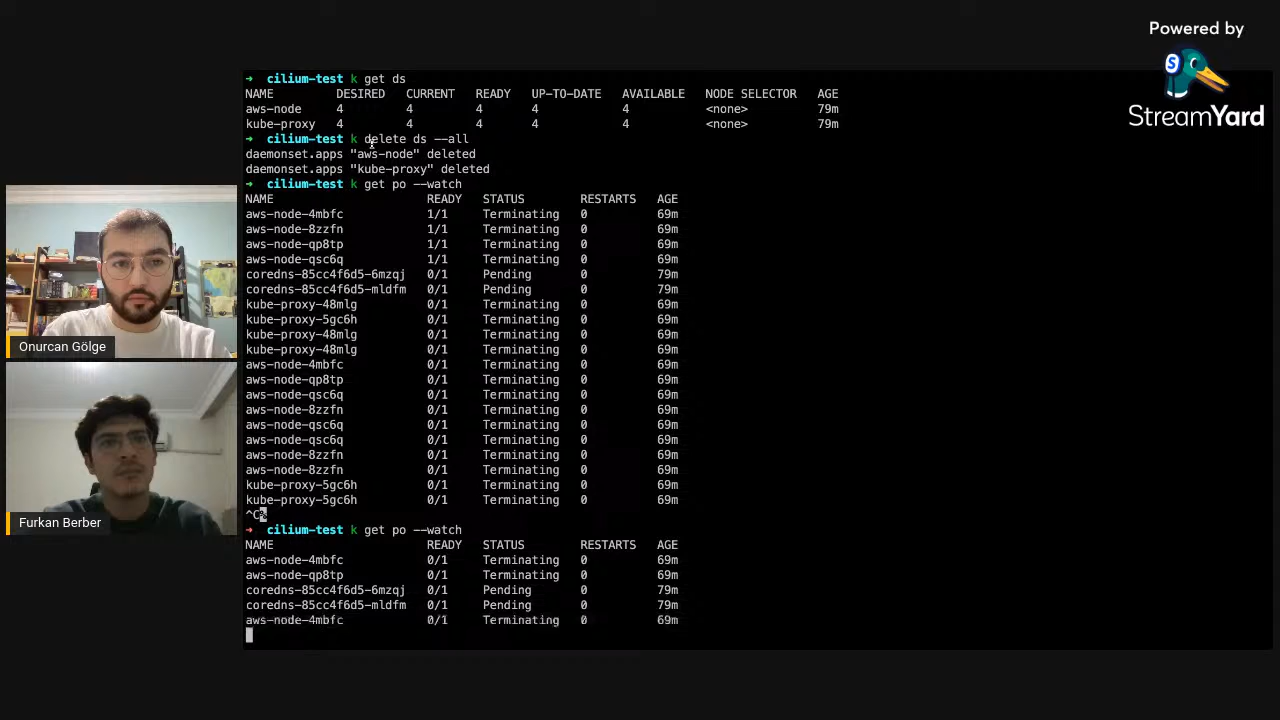 Powered by
StreamYard
➜ cilium-test k get ds
NAME DESIRED CURRENT READY UP-TO-DATE AVAILABLE NODE SELECTOR AGE
aws-node 4 4 4 4 4 <none> 79m
kube-proxy 4 4 4 4 4 <none> 79m
➜ cilium-test k delete ds --all
daemonset.apps "aws-node" deleted
daemonset.apps "kube-proxy" deleted
➜ cilium-test k get po --watch
NAME READY STATUS RESTARTS AGE
aws-node-4mbfc 1/1 Terminating 0 69m
aws-node-8zzfn 1/1 Terminating 0 69m
aws-node-qp8tp 1/1 Terminating 0 69m
aws-node-qsc6q 1/1 Terminating 0 69m
coredns-85cc4f6d5-6mzqj 0/1 Pending 0 79m
coredns-85cc4f6d5-mldfm 0/1 Pending 0 79m
kube-proxy-48mlg 0/1 Terminating 0 69m
kube-proxy-5gc6h 0/1 Terminating 0 69m
kube-proxy-48mlg 0/1 Terminating 0 69m
kube-proxy-48mlg 0/1 Terminating 0 69m
aws-node-4mbfc 0/1 Terminating 0 69m
aws-node-qp8tp 0/1 Terminating 0 69m
aws-node-qsc6q 0/1 Terminating 0 69m
aws-node-8zzfn 0/1 Terminating 0 69m
aws-node-qsc6q 0/1 Terminating 0 69m
aws-node-qsc6q 0/1 Terminating 0 69m
aws-node-8zzfn 0/1 Terminating 0 69m
aws-node-8zzfn 0/1 Terminating 0 69m
kube-proxy-5gc6h 0/1 Terminating 0 69m
kube-proxy-5gc6h 0/1 Terminating 0 69m
^C%
➜ cilium-test k get po --watch
NAME READY STATUS RESTARTS AGE
aws-node-4mbfc 0/1 Terminating 0 69m
aws-node-qp8tp 0/1 Terminating 0 69m
coredns-85cc4f6d5-6mzqj 0/1 Pending 0 79m
coredns-85cc4f6d5-mldfm 0/1 Pending 0 79m
aws-node-4mbfc 0/1 Terminating 0 69m
Onurcan Gölge
Furkan Berber